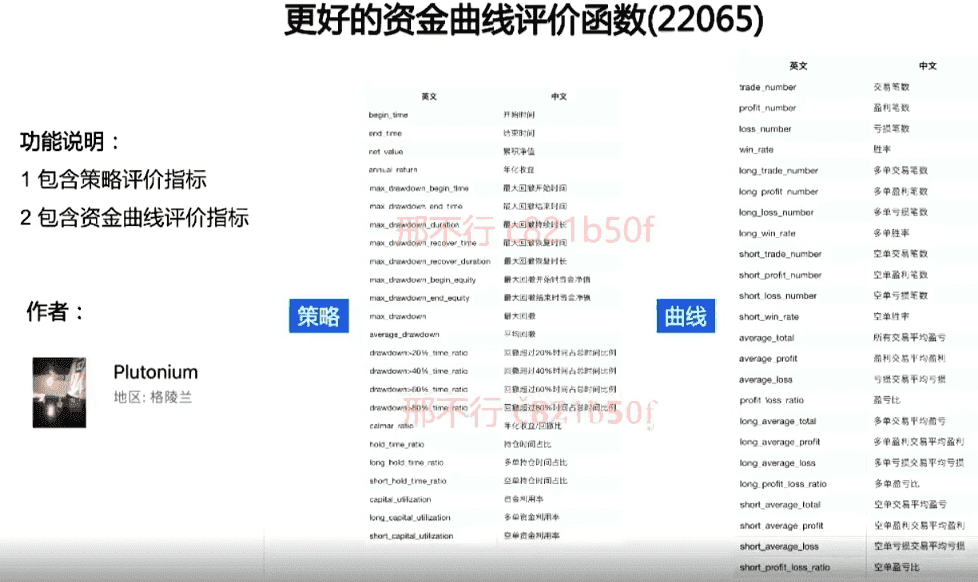 更好的资金曲线评价函数(22065)
功能说明：
1 包含策略评价指标
2 包含资金曲线评价指标
作者：
Plutonium
地区: 格陵兰
策略
英文 中文
begin_time 开始时间
end_time 结束时间
net_value 累积净值
annual_return 年化收益
max_drawdown_begin_time 最大回撤开始时间
max_drawdown_end_time 最大回撤结束时间
max_drawdown_duration 最大回撤持续时长
max_drawdown_recover_time 最大回撤恢复时间
max_drawdown_recover_duration 最大回撤恢复时长
max_drawdown_begin_equity 最大回撤开始时资金净值
max_drawdown_end_equity 最大回撤结束时资金净值
max_drawdown 最大回撤
average_drawdown 平均回撤
drawdown>20%_time_ratio 回撤超过20%时间占总时间比例
drawdown>40%_time_ratio 回撤超过40%时间占总时间比例
drawdown>60%_time_ratio 回撤超过60%时间占总时间比例
drawdown>80%_time_ratio 回撤超过80%时间占总时间比例
calmar_ratio 年化收益/回撤比
hold_time_ratio 持仓时间占比
long_hold_time_ratio 多单持仓时间占比
short_hold_time_ratio 空单持仓时间占比
capital_utilization 资金利用率
long_capital_utilization 多单资金利用率
short_capital_utilization 空单资金利用率
邢不行 c821b50f
邢不行 c821b50f
曲线
英文 中文
trade_number 交易笔数
profit_number 盈利笔数
loss_number 亏损笔数
win_rate 胜率
long_trade_number 多单交易笔数
long_profit_number 多单盈利笔数
long_loss_number 多单亏损笔数
long_win_rate 多单胜率
short_trade_number 空单交易笔数
short_profit_number 空单盈利笔数
short_loss_number 空单亏损笔数
short_win_rate 空单胜率
average_total 所有交易平均盈亏
average_profit 盈利交易平均盈利
average_loss 亏损交易平均亏损
profit_loss_ratio 盈亏比
long_average_total 多单交易平均盈亏
long_average_profit 多单盈利交易平均盈利
long_average_loss 多单亏损交易平均亏损
long_profit_loss_ratio 多单盈亏比
short_average_total 空单交易平均盈亏
short_average_profit 空单盈利交易平均盈利
short_average_loss 空单亏损交易平均亏损
short_profit_loss_ratio 空单盈亏比